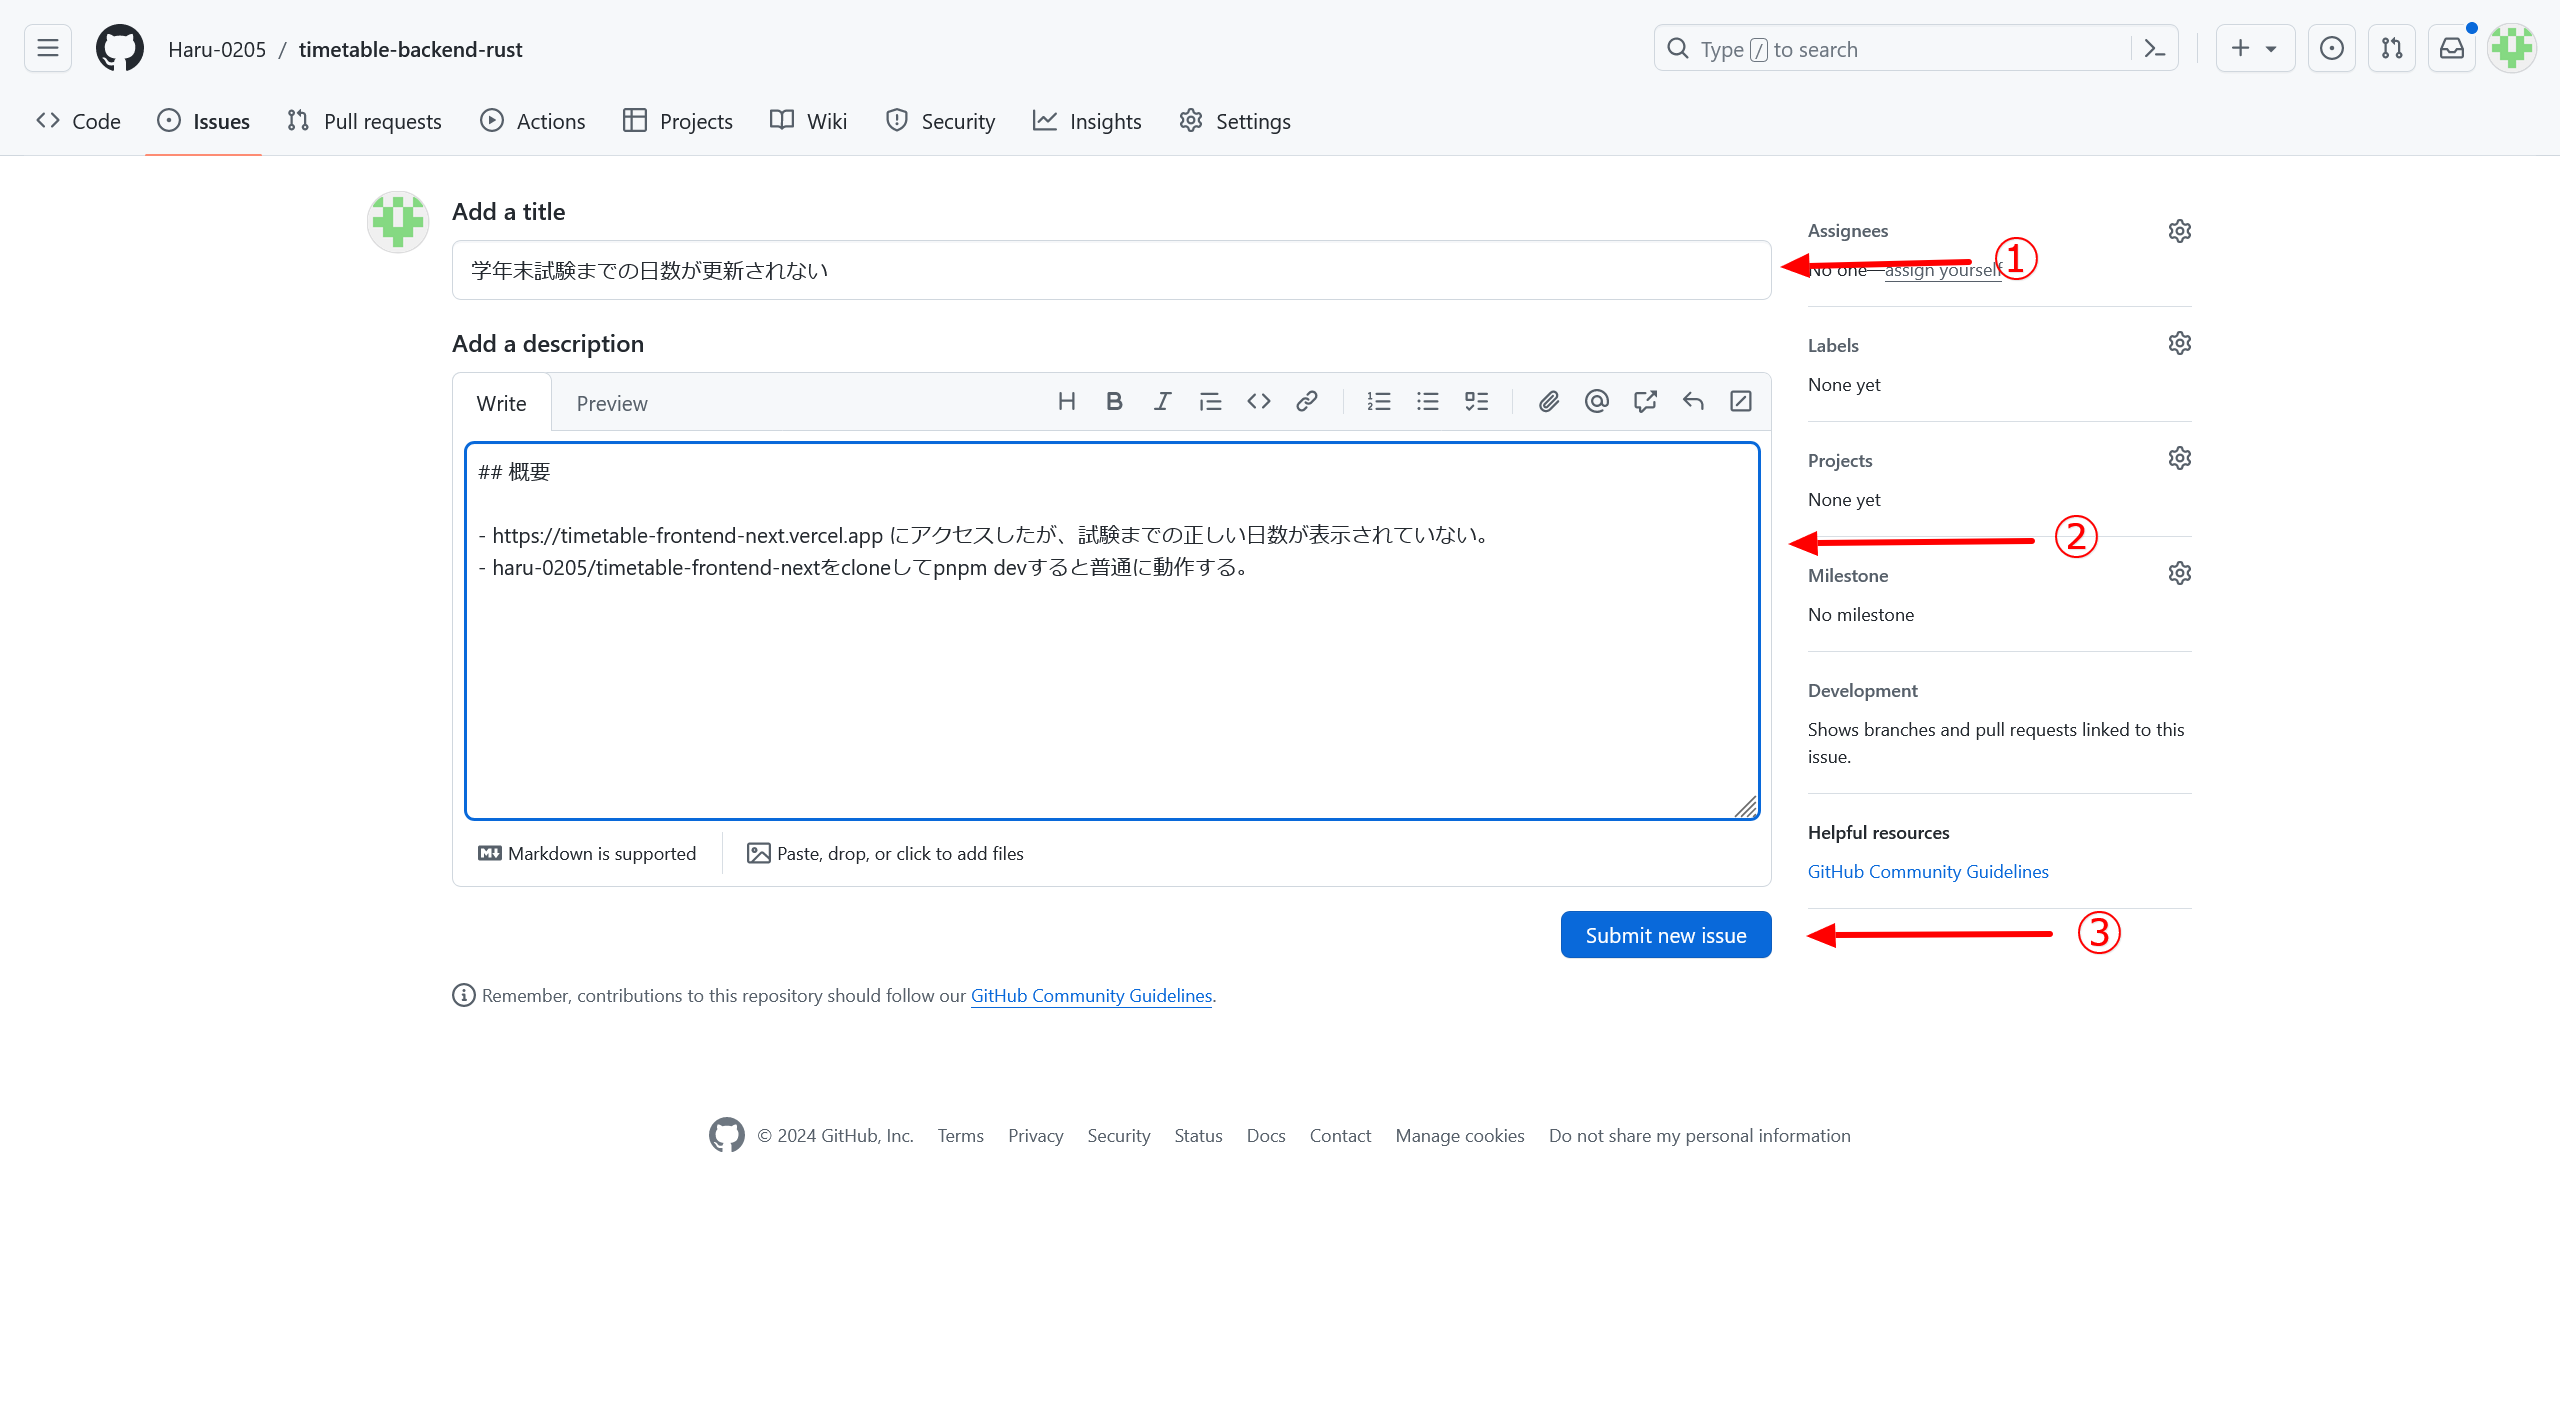 Haru-0205 / timetable-backend-rust
Type / to search
Code
Issues
Pull requests
Actions
Projects
Wiki
Security
Insights
Settings
Add a title
学年末試験までの日数が更新されない
Add a description
Write
Preview
## 概要
- https://timetable-frontend-next.vercel.app にアクセスしたが、試験までの正しい日数が表示されていない。
- haru-0205/timetable-frontend-nextをcloneしてpnpm devすると普通に動作する。
Markdown is supported
Paste, drop, or click to add files
Submit new issue
Remember, contributions to this repository should follow our GitHub Community Guidelines.
Assignees
No one—assign yourself
①
Labels
None yet
Projects
None yet
②
Milestone
No milestone
Development
Shows branches and pull requests linked to this
issue.
Helpful resources
GitHub Community Guidelines
③
© 2024 GitHub, Inc.
Terms
Privacy
Security
Status
Docs
Contact
Manage cookies
Do not share my personal information